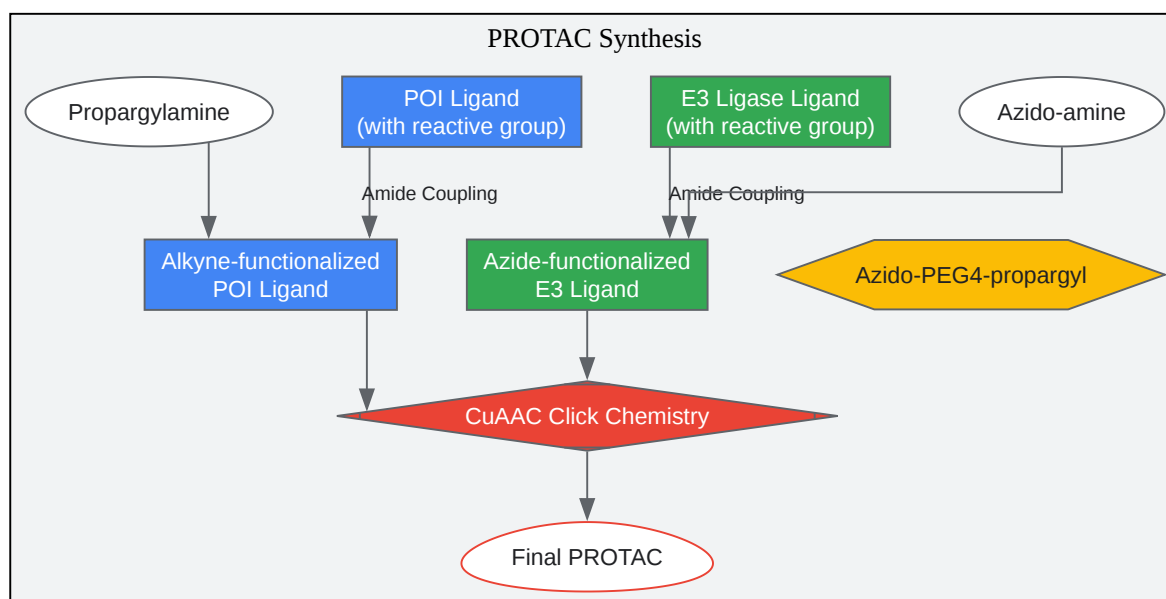 PROTAC Synthesis
Propargylamine
POI Ligand
(with reactive group)
E3 Ligase Ligand
(with reactive group)
Azido-amine
Amide Coupling
Amide Coupling
Alkyne-functionalized
POI Ligand
Azide-functionalized
E3 Ligand
Azido-PEG4-propargyl
CuAAC Click Chemistry
Final PROTAC